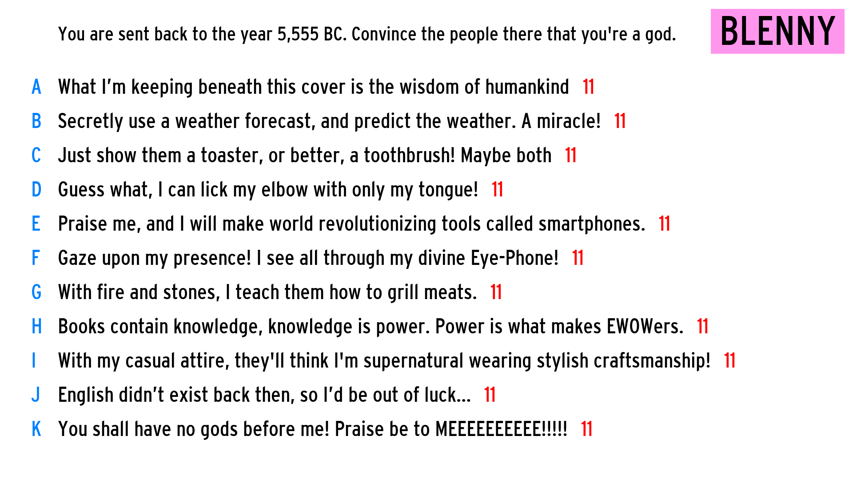 You are sent back to the year 5,555 BC. Convince the people there that you're a god.
BLENNY
A What I’m keeping beneath this cover is the wisdom of humankind 11
B Secretly use a weather forecast, and predict the weather. A miracle! 11
C Just show them a toaster, or better, a toothbrush! Maybe both 11
D Guess what, I can lick my elbow with only my tongue! 11
E Praise me, and I will make world revolutionizing tools called smartphones. 11
F Gaze upon my presence! I see all through my divine Eye-Phone! 11
G With fire and stones, I teach them how to grill meats. 11
H Books contain knowledge, knowledge is power. Power is what makes EWOWers. 11
I With my casual attire, they'll think I'm supernatural wearing stylish craftsmanship! 11
J English didn’t exist back then, so I’d be out of luck... 11
K You shall have no gods before me! Praise be to MEEEEEEEEEE!!!!! 11